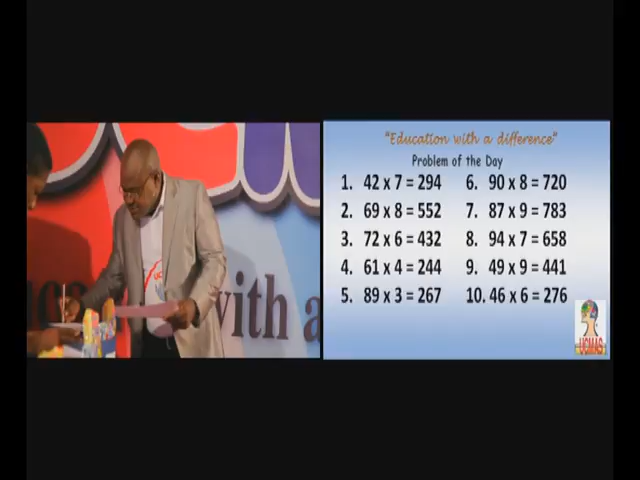 "Education with a difference"
Problem of the Day
1. 42 x 7 = 294
2. 69 x 8 = 552
3. 72 x 6 = 432
4. 61 x 4 = 244
5. 89 x 3 = 267
6. 90 x 8 = 720
7. 87 x 9 = 783
8. 94 x 7 = 658
9. 49 x 9 = 441
10. 46 x 6 = 276
UCMAS
with a